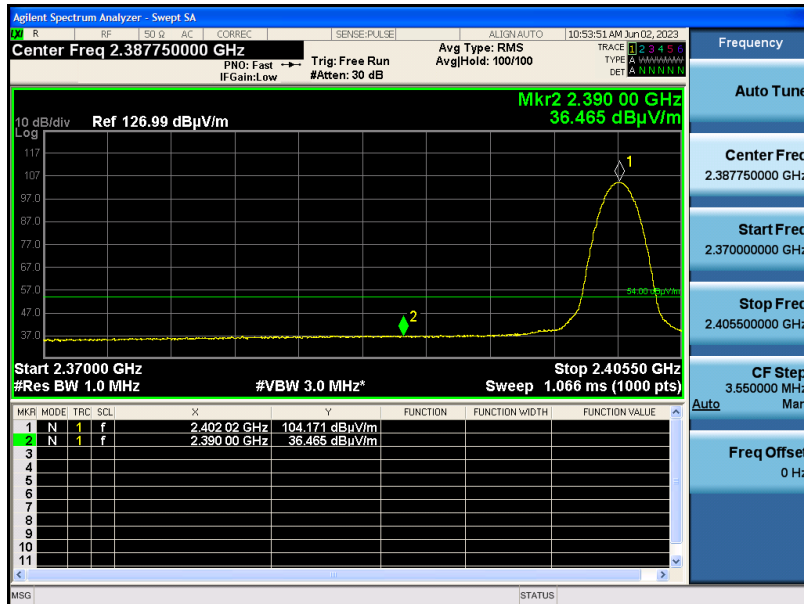 Agilent Spectrum Analyzer - Swept SA
LXI R RF 50 Ω AC CORREC SENSE:PULSE ALIGN AUTO 10:53:51 AM Jun 02, 2023
Center Freq 2.387750000 GHz
PNO: Fast
IFGain:Low
Trig: Free Run
#Atten: 30 dB
Avg Type: RMS
Avg|Hold: 100/100
TRACE 1 2 3 4 5 6
TYPE A WWWWW
DET A N N N N N
Mkr2 2.390 00 GHz
36.465 dBµV/m
10 dB/div Ref 126.99 dBµV/m
Log
117
107
97.0
87.0
77.0
67.0
57.0
47.0
37.0
1
54.00 dBµV/m
2
Start 2.37000 GHz Stop 2.40550 GHz
#Res BW 1.0 MHz #VBW 3.0 MHz* Sweep 1.066 ms (1000 pts)
MKR MODE TRC SCL X Y FUNCTION FUNCTION WIDTH FUNCTION VALUE
1 N 1 f 2.402 02 GHz 104.171 dBµV/m
2 N 1 f 2.390 00 GHz 36.465 dBµV/m
3
4
5
6
7
8
9
10
11
MSG STATUS
Frequency
Auto Tune
Center Freq
2.387750000 GHz
Start Freq
2.370000000 GHz
Stop Freq
2.405500000 GHz
CF Step
3.550000 MHz
Auto Man
Freq Offset
0 Hz